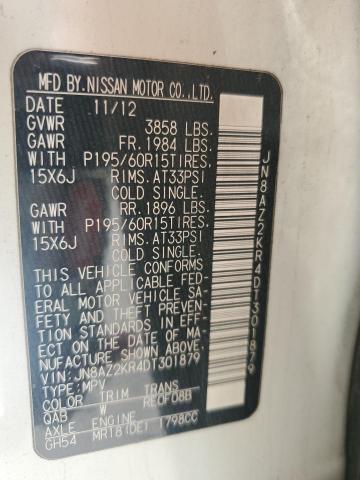 MFD BY.NISSAN MOTOR CO.,LTD.
DATE 11/12
GVWR 3858 LBS.
GAWR FR. 1984 LBS.
WITH P195/60R15TIRES.
15X6J RIMS.AT33PSI
COLD SINGLE.
GAWR RR. 1896 LBS.
WITH P195/60R15TIRES.
15X6J RIMS.AT33PSI
COLD SINGLE.
THIS VEHICLE CONFORMS
TO ALL APPLICABLE FED-
ERAL MOTOR VEHICLE SA-
FETY AND THEFT PREVEN-
TION STANDARDS IN EFF-
ECT ON THE DATE OF MA-
NUFACTURE SHOWN ABOVE.
VIN:JN8AZ2KR4DT301879
TYPE:MPV
COLOR TRIM TRANS
QAB W RE0F08B
AXLE ENGINE
GH54 MR18(DE) 1798CC
JN8AZ2KR4DT301879